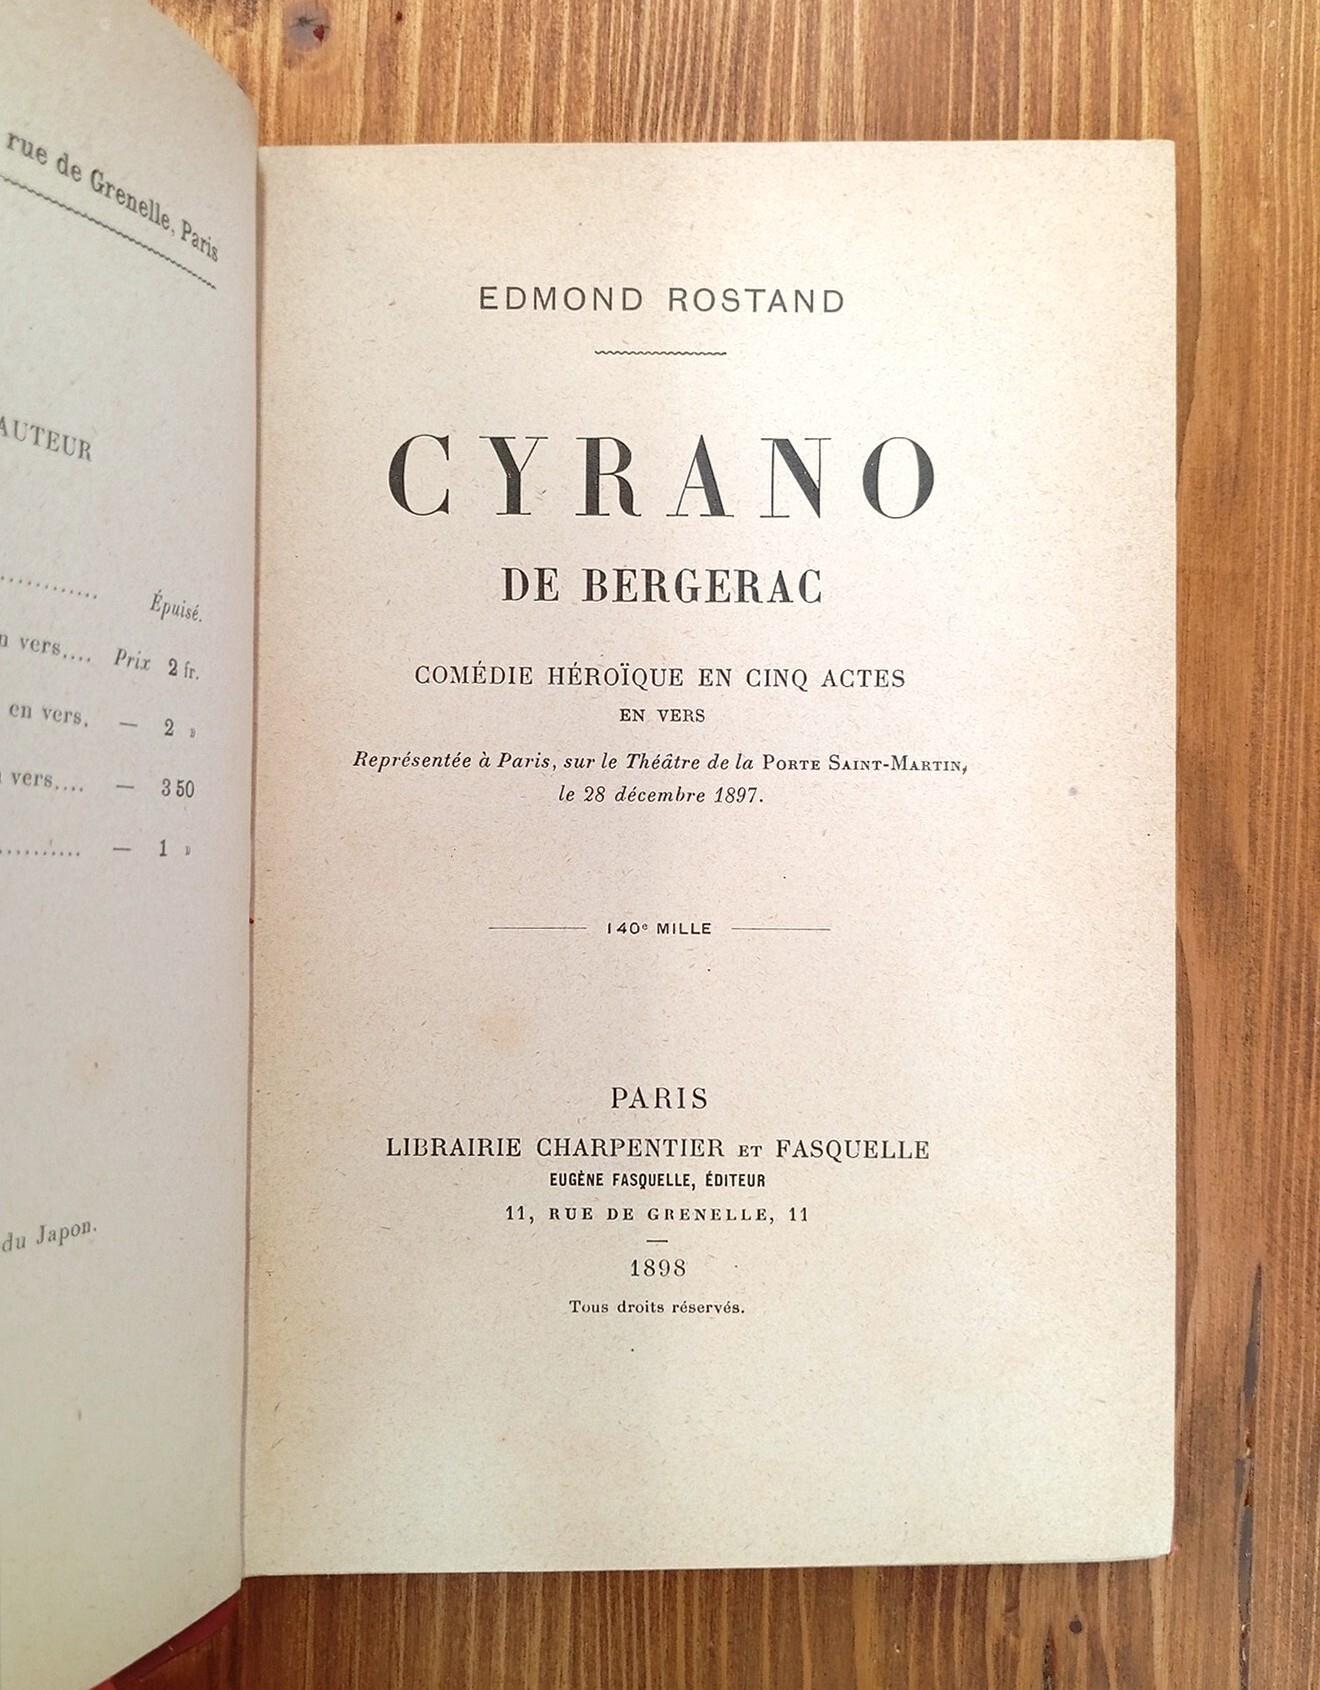 rue de Grenelle, Paris
AUTEUR
Épuisé.
vers.... Prix 2 fr.
en vers. — 2 »
vers.... — 3 50
— 1 »
du Japon.
EDMOND ROSTAND
CYRANO
DE BERGERAC
COMÉDIE HÉROÏQUE EN CINQ ACTES
EN VERS
Représentée à Paris, sur le Théâtre de la PORTE SAINT-MARTIN,
le 28 décembre 1897.
140e MILLE
PARIS
LIBRAIRIE CHARPENTIER ET FASQUELLE
EUGÈNE FASQUELLE, ÉDITEUR
11, RUE DE GRENELLE, 11
1898
Tous droits réservés.